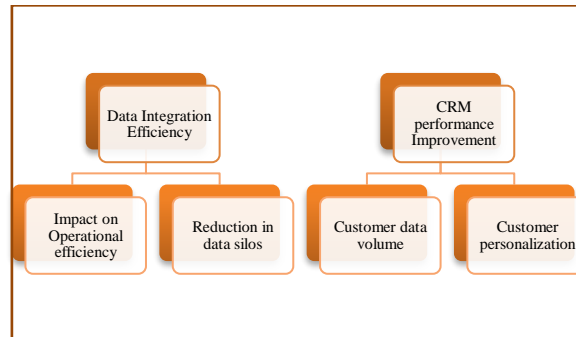 Data Integration
Efficiency
CRM
performance
Improvement
Impact on
Operational
efficiency
Reduction in
data silos
Customer data
volume
Customer
personalization